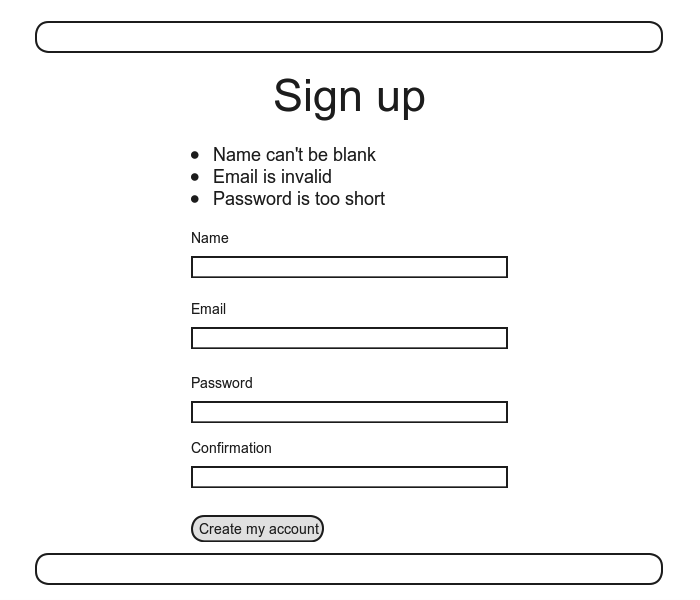 Sign up
Name can't be blank
Email is invalid
Password is too short
Name
Email
Password
Confirmation
Create my account